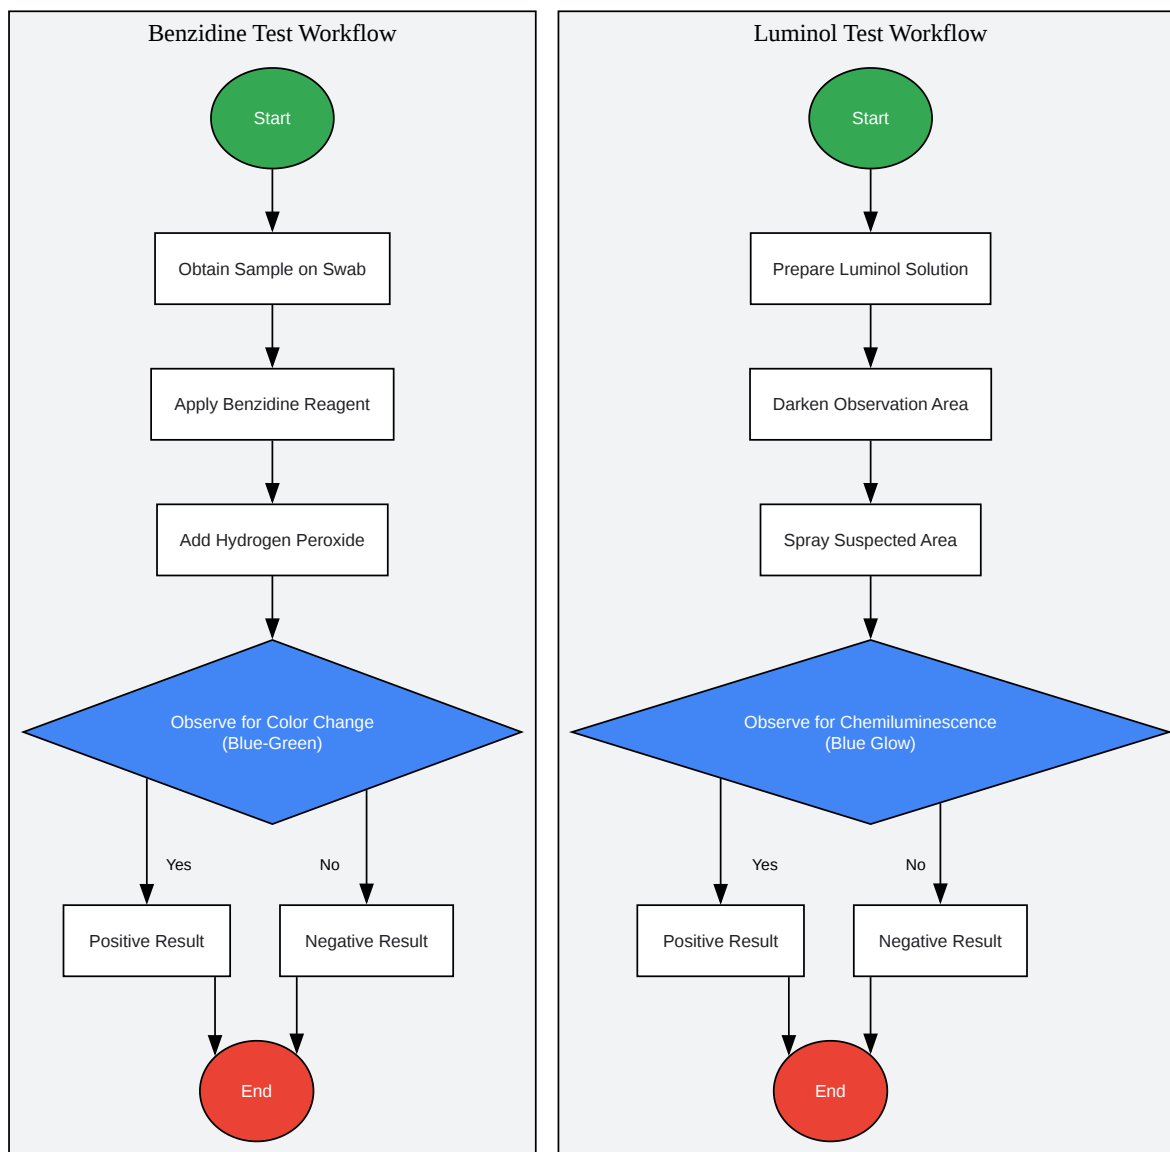 Benzidine Test Workflow
Start
Obtain Sample on Swab
Apply Benzidine Reagent
Add Hydrogen Peroxide
Observe for Color Change
(Blue-Green)
Yes
No
Positive Result
Negative Result
End
Luminol Test Workflow
Start
Prepare Luminol Solution
Darken Observation Area
Spray Suspected Area
Observe for Chemiluminescence
(Blue Glow)
Yes
No
Positive Result
Negative Result
End